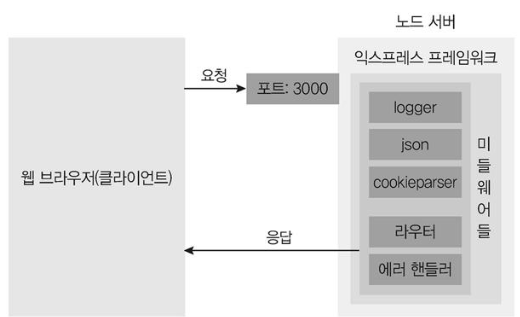 노드 서버
익스프레스 프레임워크
요청
포트: 3000
logger
json
cookieparser
라우터
에러 핸들러
미들웨어들
웹 브라우저(클라이언트)
응답